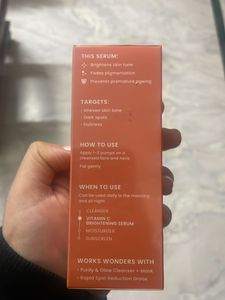 THIS SERUM:
Brightens skin tone
Fades pigmentation
Prevents premature ageing
TARGETS:
• Uneven skin tone
• Dark spots
• Dullness
HOW TO USE
Apply 1-2 pumps on a
cleansed face and neck.
Pat gently.
WHEN TO USE
Can be used daily in the morning
and at night.
CLEANSER
VITAMIN C
BRIGHTENING SERUM
MOISTURIZER
SUNSCREEN
WORKS WONDERS WITH
• Purify & Glow Cleanser + Mask
• Rapid Spot Reduction Drops